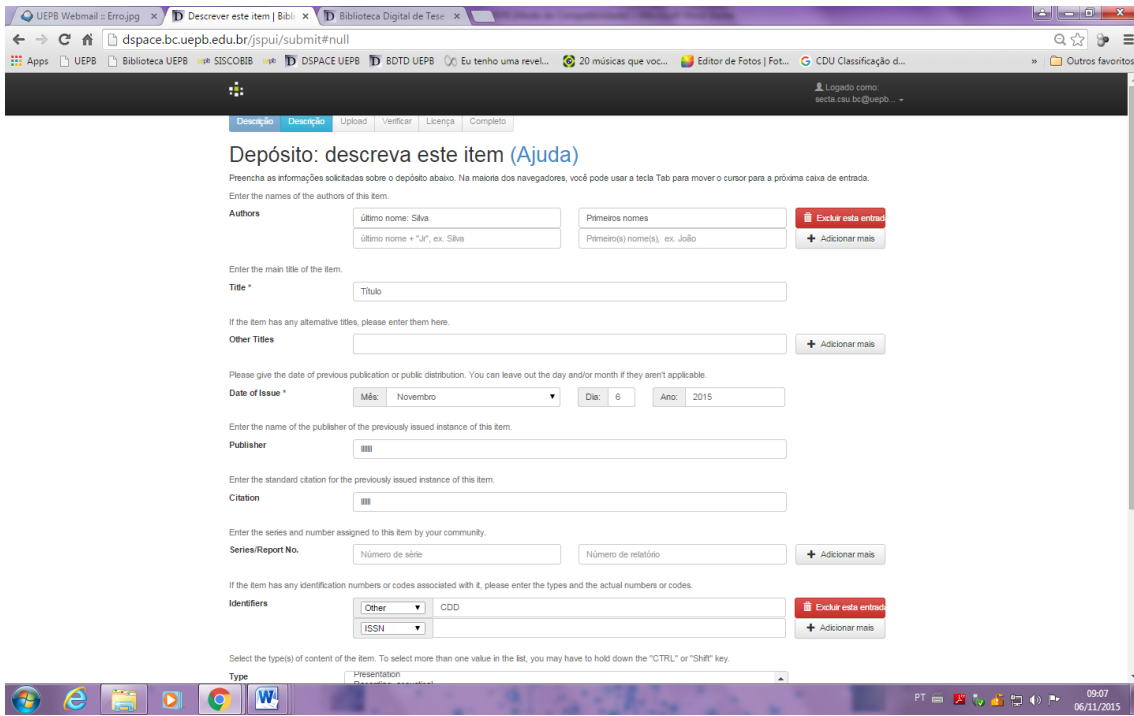 UEPB Webmail :: Erro.jpg
Descrever este item | Bibli
Biblioteca Digital de Tese
dspace.bc.uepb.edu.br/jspui/submit#null
Apps UEPB Biblioteca UEPB SISCOBIB DSPACE UEPB BDTD UEPB Eu tenho uma revel... 20 músicas que voc... Editor de Fotos | Fot... CDU Classificação d... » Outros favoritos
Logado como:
secta.csu.bc@uepb...
Descrição Descrição Upload Verificar Licença Completo
Depósito: descreva este item (Ajuda)
Preencha as informações solicitadas sobre o depósito abaixo. Na maioria dos navegadores, você pode usar a tecla Tab para mover o cursor para a próxima caixa de entrada.
Enter the names of the authors of this item.
Authors último nome: Silva Primeiros nomes Excluir esta entrad
último nome + "Jr", ex. Silva Primeiro(s) nome(s), ex. João + Adicionar mais
Enter the main title of the item.
Title * Título
If the item has any alternative titles, please enter them here.
Other Titles + Adicionar mais
Please give the date of previous publication or public distribution. You can leave out the day and/or month if they aren't applicable.
Date of Issue * Mês: Novembro Dia: 6 Ano: 2015
Enter the name of the publisher of the previously issued instance of this item.
Publisher
Enter the standard citation for the previously issued instance of this item.
Citation
Enter the series and number assigned to this item by your community.
Series/Report No. Número de série Número de relatório + Adicionar mais
If the item has any identification numbers or codes associated with it, please enter the types and the actual numbers or codes.
Identifiers Other CDD Excluir esta entrada
ISSN + Adicionar mais
Select the type(s) of content of the item. To select more than one value in the list, you may have to hold down the "CTRL" or "Shift" key.
Type Presentation
PT 09:07
06/11/2015